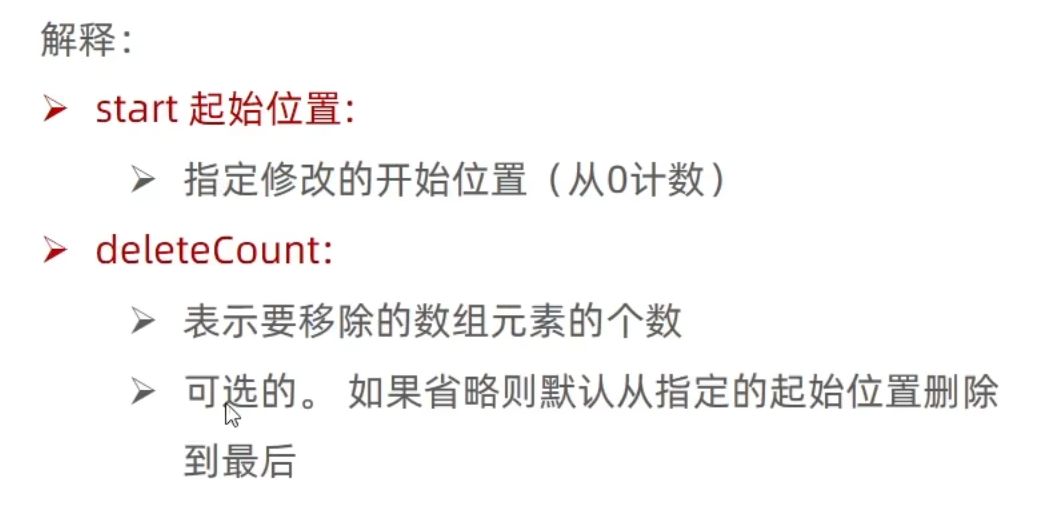 解释：
start 起始位置:
指定修改的开始位置（从0计数）
deleteCount:
表示要移除的数组元素的个数
可选的。 如果省略则默认从指定的起始位置删除
到最后